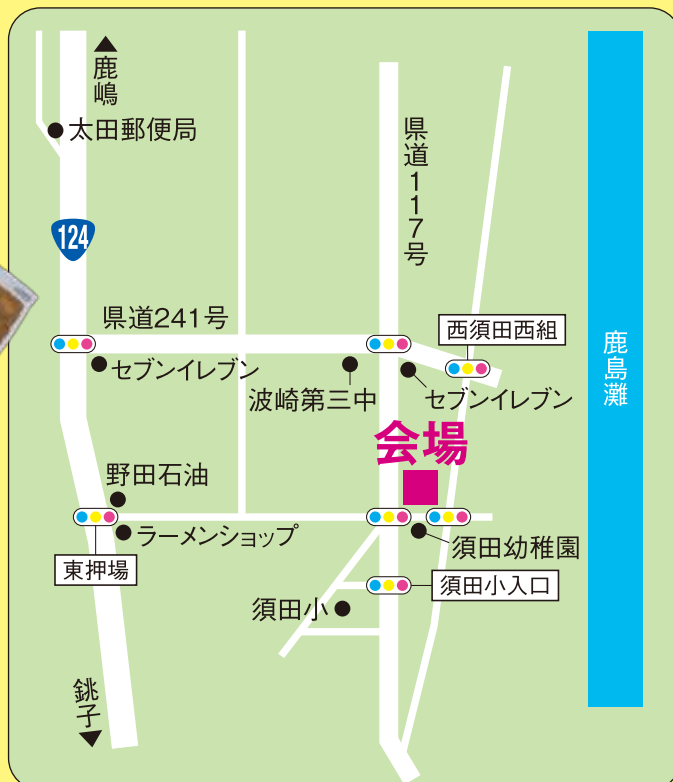 鹿嶋
太田郵便局
県道117号
124
県道241号
西須田西組
セブンイレブン
波崎第三中
セブンイレブン
鹿島灘
会場
野田石油
ラーメンショップ
須田幼稚園
東押場
須田小入口
須田小
銚子